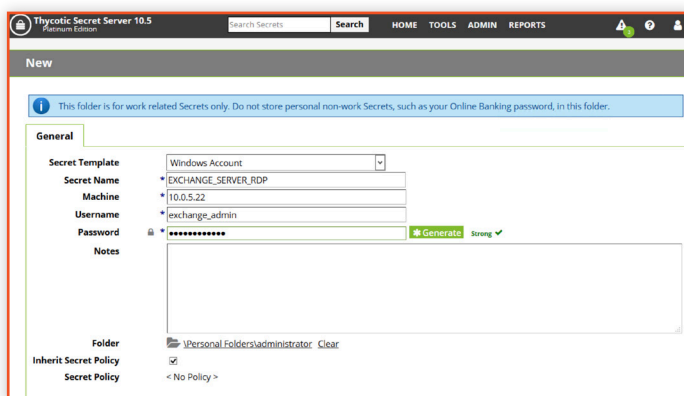 Thycotic Secret Server 10.5
Platinum Edition
Search Secrets Search HOME TOOLS ADMIN REPORTS 3 ?
New
i This folder is for work related Secrets only. Do not store personal non-work Secrets, such as your Online Banking password, in this folder.
General
Secret Template Windows Account
Secret Name * EXCHANGE_SERVER_RDP
Machine * 10.0.5.22
Username * exchange_admin
Password * •••••••••••• Generate Strong ✔
Notes
Folder \Personal Folders\administrator Clear
Inherit Secret Policy
Secret Policy < No Policy >